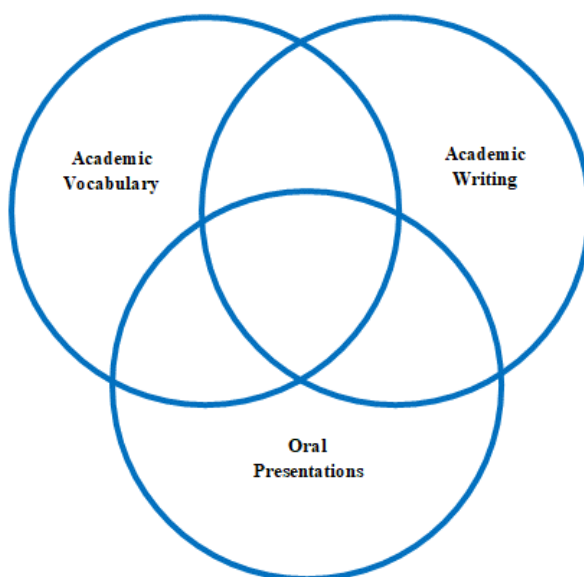 Academic
Vocabulary
Academic
Writing
Oral
Presentations